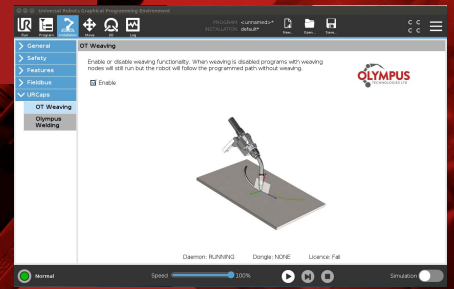 Universal Robots Graphical Programming Environment
Run Program Installation Move I/O Log
PROGRAM <unnamed>*
INSTALLATION default*
New... Open... Save...
C C
C C
General
Safety
Features
Fieldbus
URCaps
OT Weaving
Olympus
Welding
OT Weaving
Enable or disable weaving functionality. When weaving is disabled programs with weaving
nodes will still run but the robot will follow the programmed path without weaving.
Enable
OLYMPUS
TECHNOLOGIES LTD
Daemon: RUNNING Dongle: NONE Licence: Fail
Normal
Speed 100%
Simulation